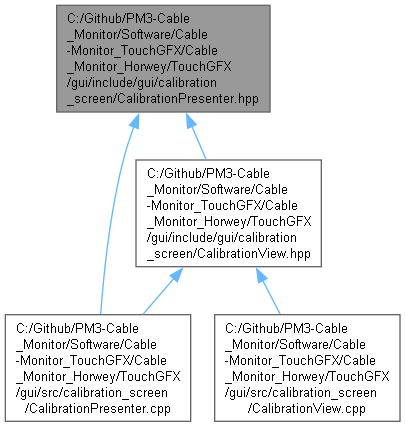 C:/Github/PM3-Cable
_Monitor/Software/Cable
-Monitor_TouchGFX/Cable
_Monitor_Horwey/TouchGFX
/gui/include/gui/calibration
_screen/CalibrationPresenter.hpp
C:/Github/PM3-Cable
_Monitor/Software/Cable
-Monitor_TouchGFX/Cable
_Monitor_Horwey/TouchGFX
/gui/include/gui/calibration
_screen/CalibrationView.hpp
C:/Github/PM3-Cable
_Monitor/Software/Cable
-Monitor_TouchGFX/Cable
_Monitor_Horwey/TouchGFX
/gui/src/calibration_screen
/CalibrationPresenter.cpp
C:/Github/PM3-Cable
_Monitor/Software/Cable
-Monitor_TouchGFX/Cable
_Monitor_Horwey/TouchGFX
/gui/src/calibration_screen
/CalibrationView.cpp